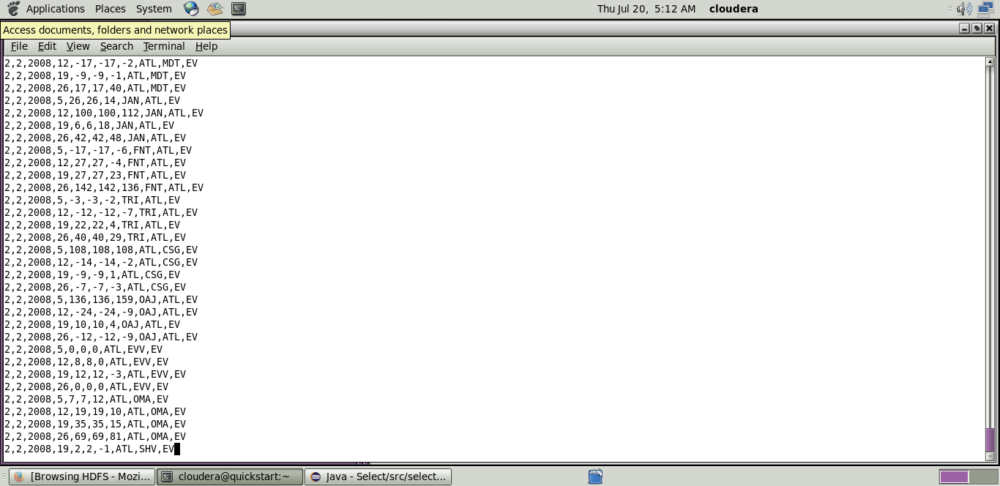 Applications Places System Thu Jul 20, 5:12 AM cloudera
Access documents, folders and network places
File Edit View Search Terminal Help
2,2,2008,12,-17,-17,-2,ATL,MDT,EV
2,2,2008,19,-9,-9,-1,ATL,MDT,EV
2,2,2008,26,17,17,40,ATL,MDT,EV
2,2,2008,5,26,26,14,JAN,ATL,EV
2,2,2008,12,100,100,112,JAN,ATL,EV
2,2,2008,19,6,6,18,JAN,ATL,EV
2,2,2008,26,42,42,48,JAN,ATL,EV
2,2,2008,5,-17,-17,-6,FNT,ATL,EV
2,2,2008,12,27,27,-4,FNT,ATL,EV
2,2,2008,19,27,27,23,FNT,ATL,EV
2,2,2008,26,142,142,136,FNT,ATL,EV
2,2,2008,5,-3,-3,-2,TRI,ATL,EV
2,2,2008,12,-12,-12,-7,TRI,ATL,EV
2,2,2008,19,22,22,4,TRI,ATL,EV
2,2,2008,26,40,40,29,TRI,ATL,EV
2,2,2008,5,108,108,108,ATL,CSG,EV
2,2,2008,12,-14,-14,-2,ATL,CSG,EV
2,2,2008,19,-9,-9,1,ATL,CSG,EV
2,2,2008,26,-7,-7,-3,ATL,CSG,EV
2,2,2008,5,136,136,159,OAJ,ATL,EV
2,2,2008,12,-24,-24,-9,OAJ,ATL,EV
2,2,2008,19,10,10,4,OAJ,ATL,EV
2,2,2008,26,-12,-12,-9,OAJ,ATL,EV
2,2,2008,5,0,0,0,ATL,EVV,EV
2,2,2008,12,8,8,0,ATL,EVV,EV
2,2,2008,19,12,12,-3,ATL,EVV,EV
2,2,2008,26,0,0,0,ATL,EVV,EV
2,2,2008,5,7,7,12,ATL,OMA,EV
2,2,2008,12,19,19,10,ATL,OMA,EV
2,2,2008,19,35,35,15,ATL,OMA,EV
2,2,2008,26,69,69,81,ATL,OMA,EV
2,2,2008,19,2,2,-1,ATL,SHV,EV
[Browsing HDFS - Mozi... cloudera@quickstart:~ Java - Select/src/select...